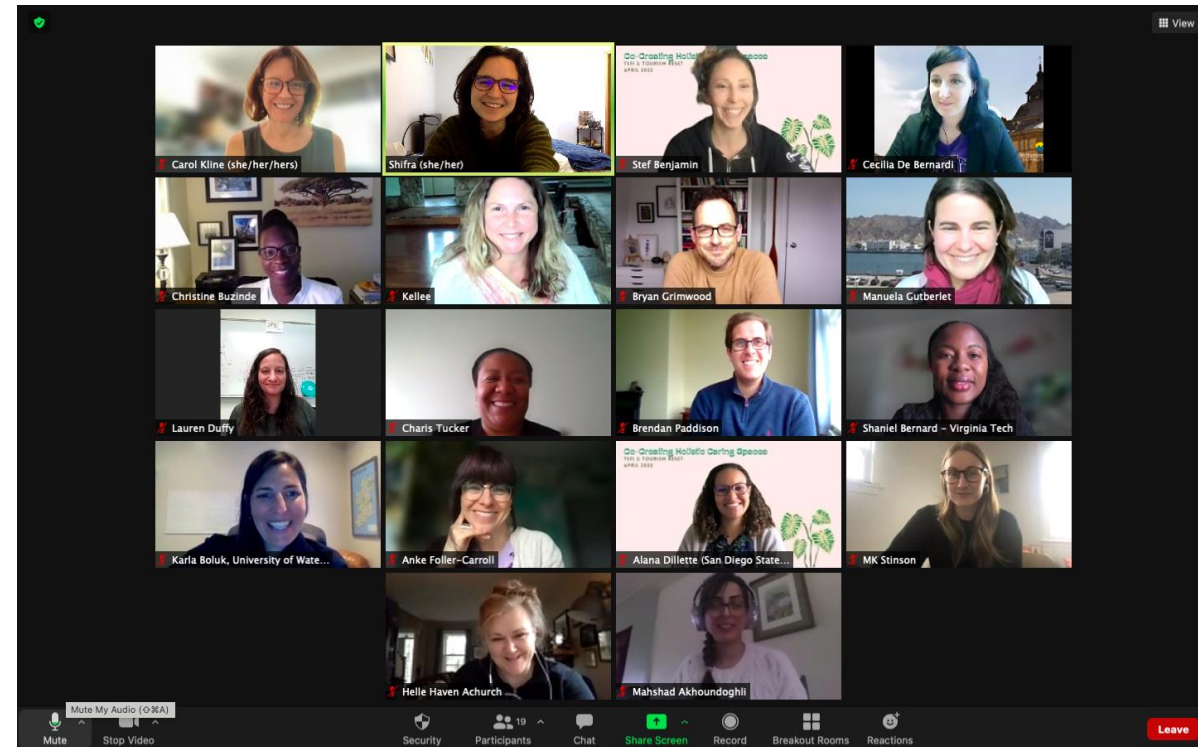 View
Co-Creating Holis
TEFI & TOURISM RESET
APRIL 2022
Carol Kline (she/her/hers)
Shifra (she/her)
Stef Benjamin
Cecilia De Bernardi
Christine Buzinde
Kellee
Bryan Grimwood
Manuela Gutberlet
Lauren Duffy
Charis Tucker
Brendan Paddison
Shaniel Bernard – Virginia Tech
Co-Creating Holistic Caring Spaces
TEFI & TOURISM RESET
APRIL 2022
Karla Boluk, University of Wate...
Anke Foller-Carroll
Alana Dillette (San Diego State...
MK Stinson
Helle Haven Achurch
Mahshad Akhoundoghli
Mute My Audio (⇧⌘A)
Mute
Stop Video
Security
19
Participants
Chat
Share Screen
Record
Breakout Rooms
Reactions
Leave